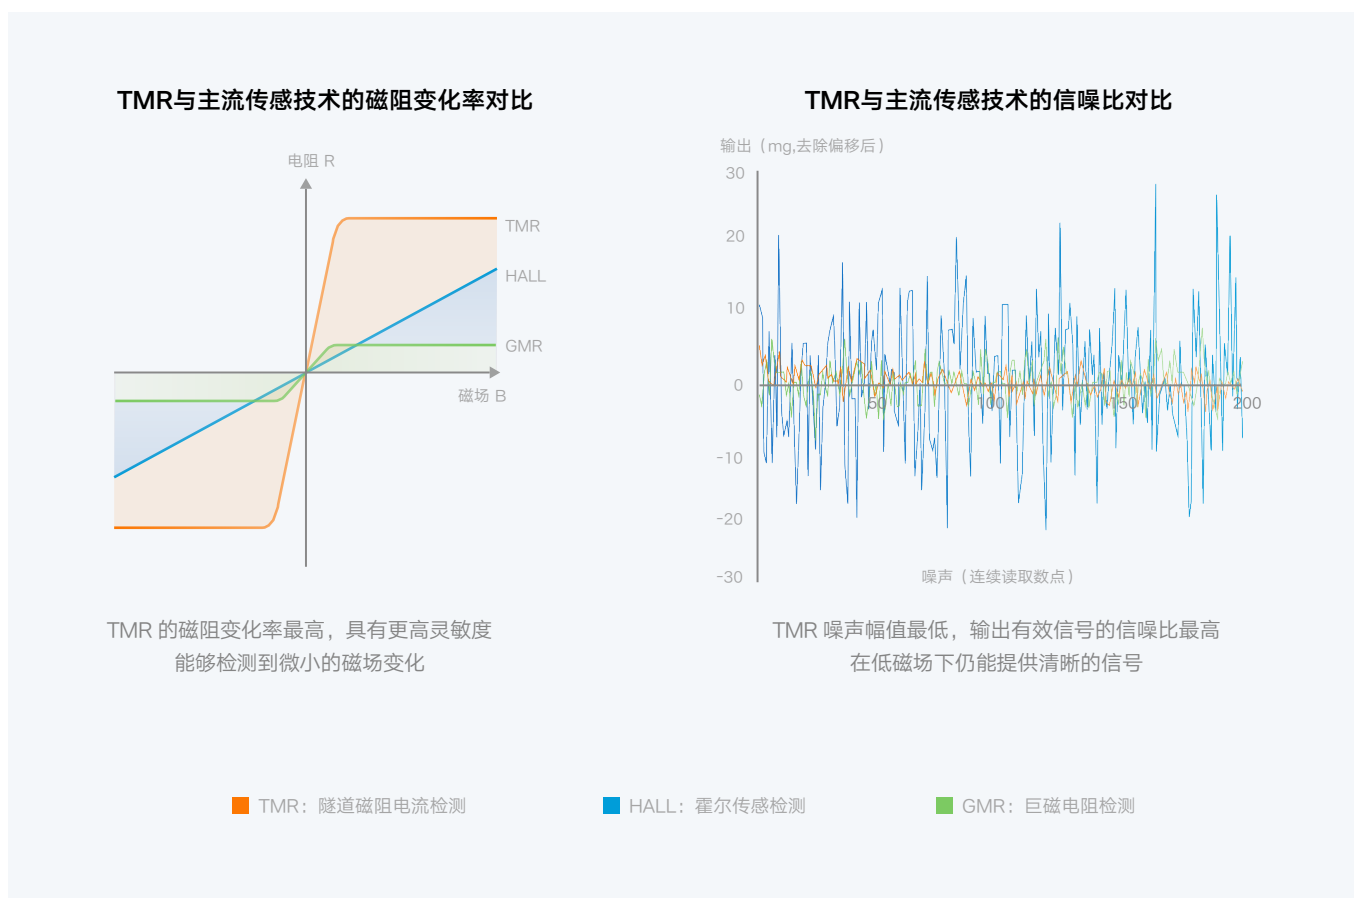 TMR与主流传感技术的磁阻变化率对比
电阻 R
TMR
HALL
GMR
磁场 B
TMR 的磁阻变化率最高，具有更高灵敏度
能够检测到微小的磁场变化
TMR与主流传感技术的信噪比对比
输出（mg,去除偏移后）
30
20
10
0
-10
-20
-30
50
100
150
200
噪声（连续读取数点）
TMR 噪声幅值最低，输出有效信号的信噪比最高
在低磁场下仍能提供清晰的信号
TMR：隧道磁阻电流检测
HALL：霍尔传感检测
GMR：巨磁电阻检测